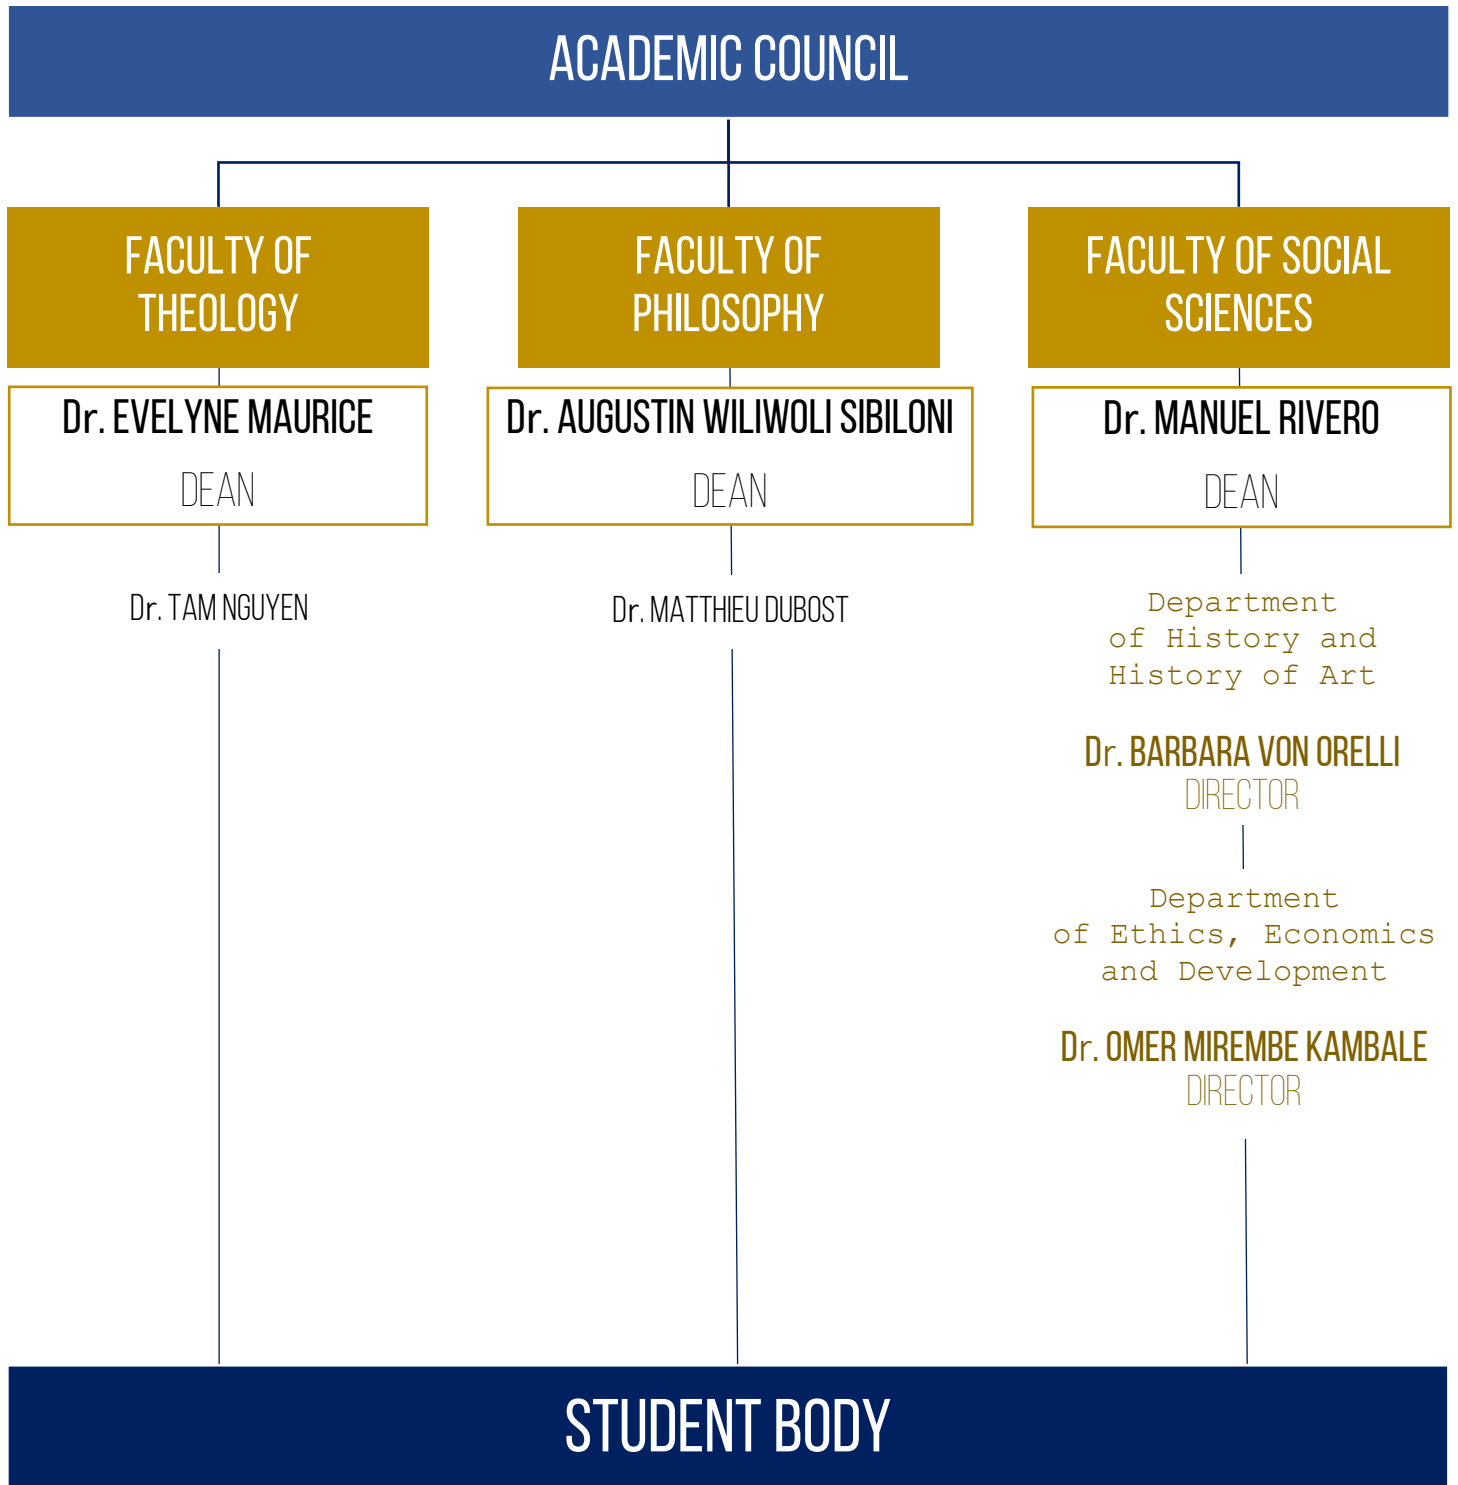 ACADEMIC COUNCIL
FACULTY OF
THEOLOGY
Dr. EVELYNE MAURICE
DEAN
Dr. TAM NGUYEN
FACULTY OF
PHILOSOPHY
Dr. AUGUSTIN WILIWOLI SIBILONI
DEAN
Dr. MATTHIEU DUBOST
FACULTY OF SOCIAL
SCIENCES
Dr. MANUEL RIVERO
DEAN
Department
of History and
History of Art
Dr. BARBARA VON ORELLI
DIRECTOR
Department
of Ethics, Economics
and Development
Dr. OMER MIREMBE KAMBALE
DIRECTOR
STUDENT BODY